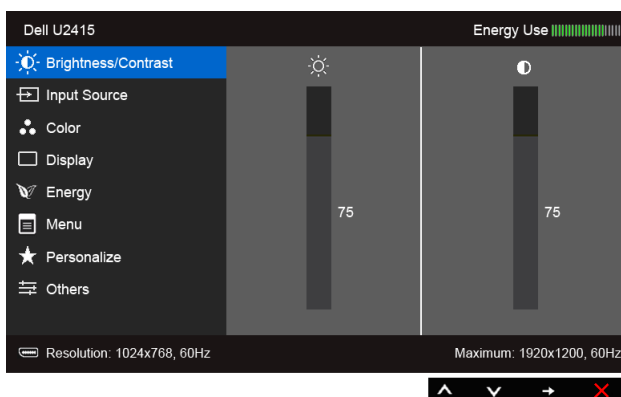 Dell U2415
Energy Use
Brightness/Contrast
Input Source
Color
Display
Energy
Menu
Personalize
Others
75
75
Resolution: 1024x768, 60Hz
Maximum: 1920x1200, 60Hz